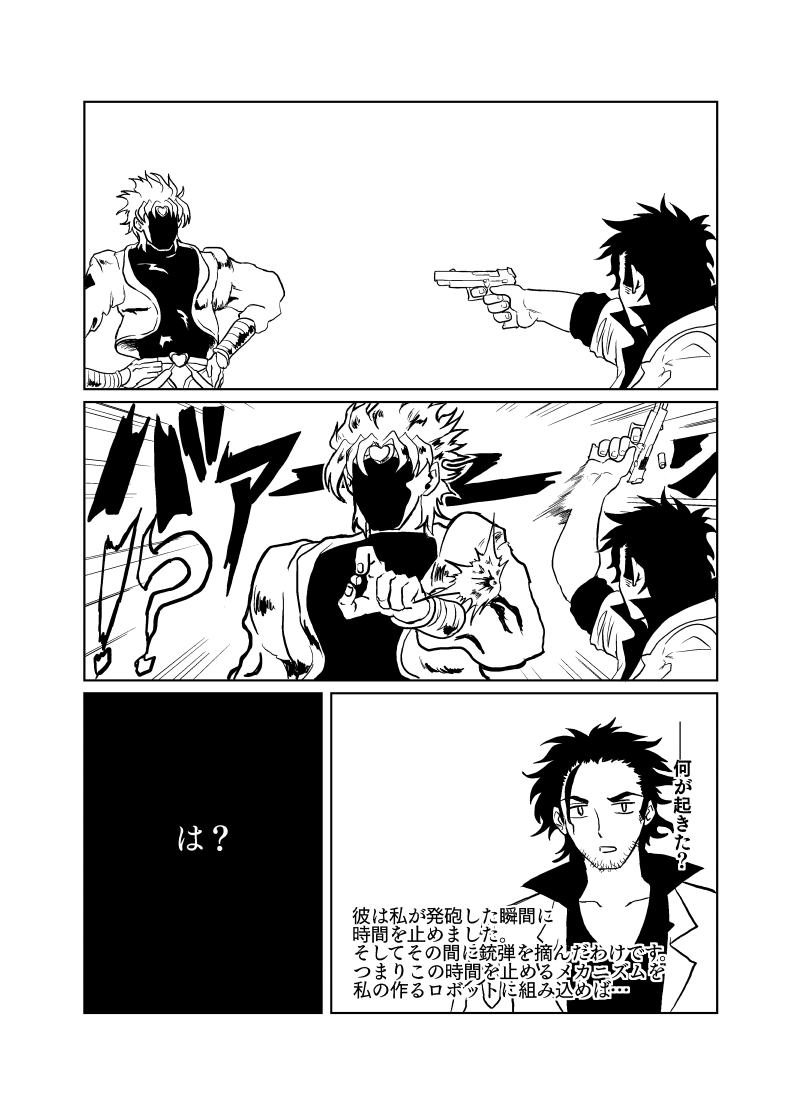 バァーン
!?
――何が起きた?
彼は私が発砲した瞬間に
時間を止めました。
そしてその間に銃弾を摘んだわけです。
つまりこの時間を止めるメカニズムを
私の作るロボットに組み込めば…
は?